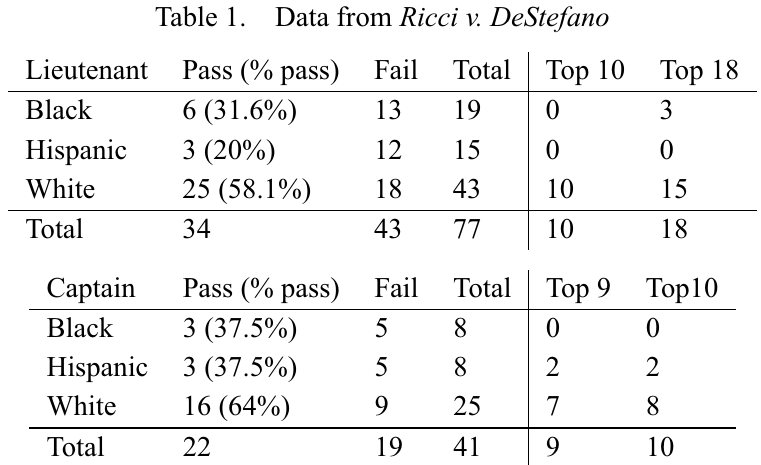 Table 1. Data from Ricci v. DeStefano
Lieutenant Pass (% pass) Fail Total Top 10 Top 18
Black 6 (31.6%) 13 19 0 3
Hispanic 3 (20%) 12 15 0 0
White 25 (58.1%) 18 43 10 15
Total 34 43 77 10 18
Captain Pass (% pass) Fail Total Top 9 Top10
Black 3 (37.5%) 5 8 0 0
Hispanic 3 (37.5%) 5 8 2 2
White 16 (64%) 9 25 7 8
Total 22 19 41 9 10